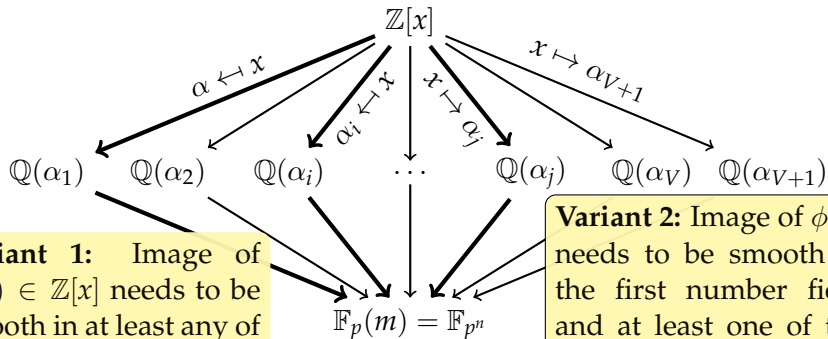 ℤ[x]
α ↤ x
α_i ↤ x
x ↦ α_j
x ↦ α_{V+1}
ℚ(α_1) ℚ(α_2) ℚ(α_i) ⋯ ℚ(α_j) ℚ(α_V) ℚ(α_{V+1})
1: Image of
∈ ℤ[x] needs to be
in at least any of
𝔽_p(m) = 𝔽_{p^n}
Variant 2: Image of ϕ
needs to be smooth
the first number
and at least one of